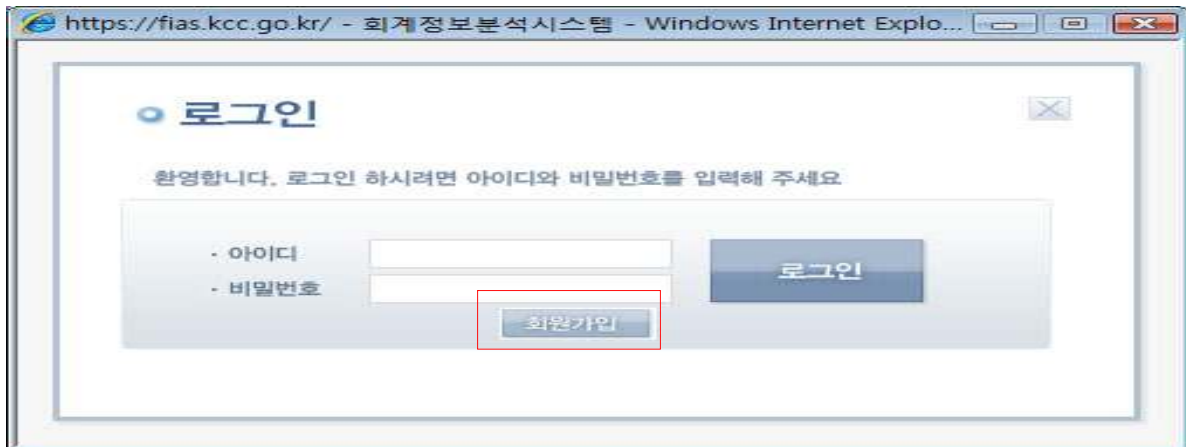 https://fias.kcc.go.kr/ - 회계정보분석시스템 - Windows Internet Explo...
로그인
환영합니다. 로그인 하시려면 아이디와 비밀번호를 입력해 주세요
· 아이디
로그인
· 비밀번호
회원가입